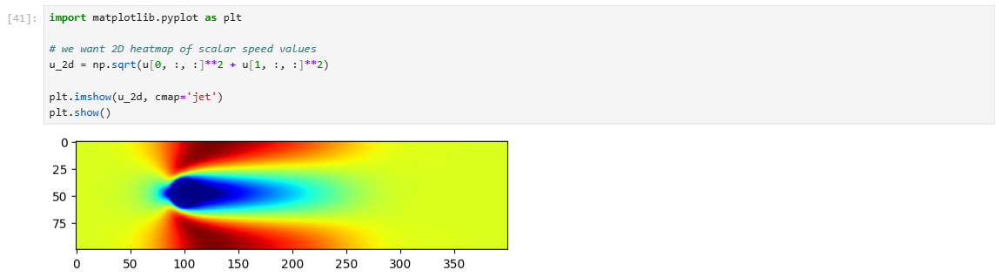 [41]: import matplotlib.pyplot as plt
# we want 2D heatmap of scalar speed values
u_2d = np.sqrt(u[0, :, :]**2 + u[1, :, :]**2)
plt.imshow(u_2d, cmap='jet')
plt.show()
0
25
50
75
0 50 100 150 200 250 300 350